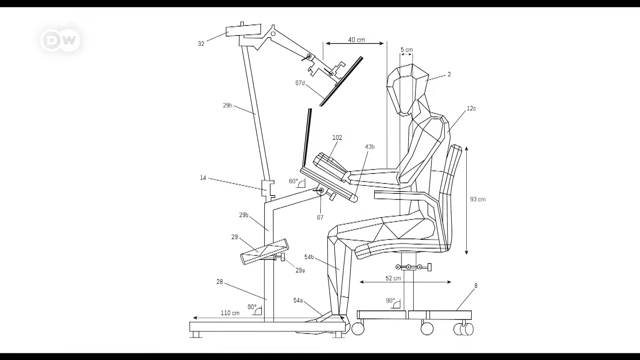 DW
32
40 cm
5 cm
2
67d
12c
29h
102
43b
14
60°
93 cm
67
29b
29
29a
54b
52 cm
28
90°
90°
8
54a
110 cm